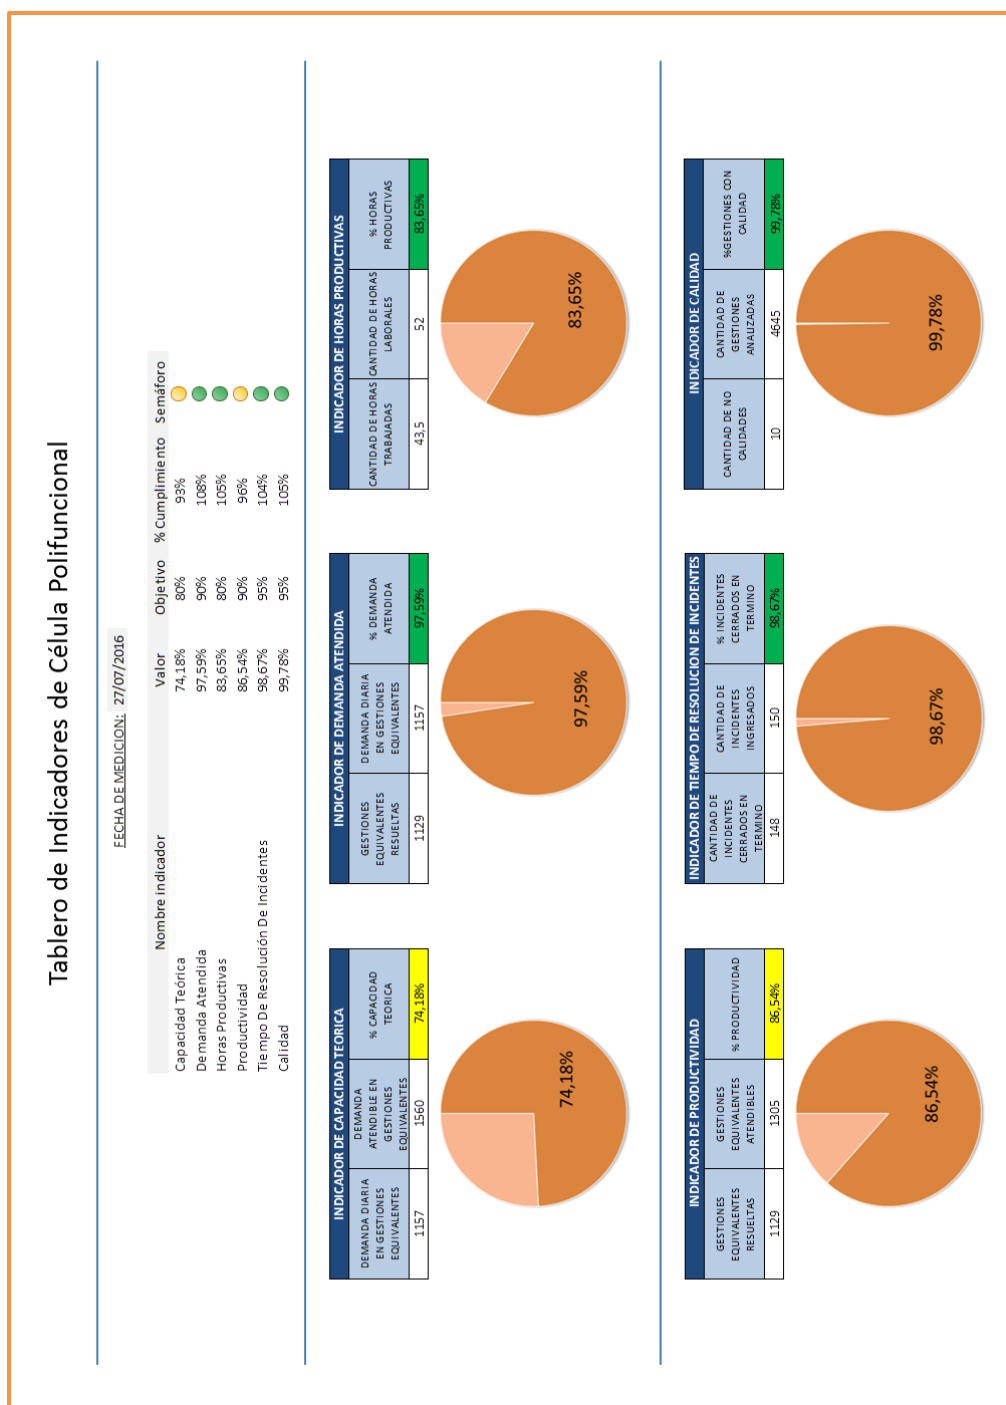 Tablero de Indicadores de Célula Polifuncional
FECHA DE MEDICION: 27/07/2016
Nombre indicador Valor Objetivo % Cumplimiento Semáforo
Capacidad Teórica 74,18% 80% 93%
Demanda Atendida 97,59% 90% 108%
Horas Productivas 83,65% 80% 105%
Productividad 86,54% 90% 96%
Tiempo De Resolución De Incidentes 98,67% 95% 104%
Calidad 99,78% 95% 105%
INDICADOR DE CAPACIDAD TEORICA
DEMANDA DIARIA
EN GESTIONES
EQUIVALENTES
DEMANDA
ATENDIBLE EN
GESTIONES
EQUIVALENTES
% CAPACIDAD
TEORICA
1157 1560 74,18%
74,18%
INDICADOR DE DEMANDA ATENDIDA
GESTIONES
EQUIVALENTES
RESUELTAS
DEMANDA DIARIA
EN GESTIONES
EQUIVALENTES
% DEMANDA
ATENDIDA
1129 1157 97,59%
97,59%
INDICADOR DE HORAS PRODUCTIVAS
CANTIDAD DE HORAS
TRABAJADAS
CANTIDAD DE HORAS
LABORALES
% HORAS
PRODUCTIVAS
43,5 52 83,65%
83,65%
INDICADOR DE PRODUCTIVIDAD
GESTIONES
EQUIVALENTES
RESUELTAS
GESTIONES
EQUIVALENTES
ATENDIBLES
% PRODUCTIVIDAD
1129 1305 86,54%
86,54%
INDICADOR DE TIEMPO DE RESOLUCION DE INCIDENTES
CANTIDAD DE
INCIDENTES
CERRADOS EN
TERMINO
CANTIDAD DE
INCIDENTES
INGRESADOS
% INCIDENTES
CERRADOS EN
TERMINO
148 150 98,67%
98,67%
INDICADOR DE CALIDAD
CANTIDAD DE NO
CALIDADES
CANTIDAD DE
GESTIONES
ANALIZADAS
%GESTIONES CON
CALIDAD
10 4645 99,78%
99,78%